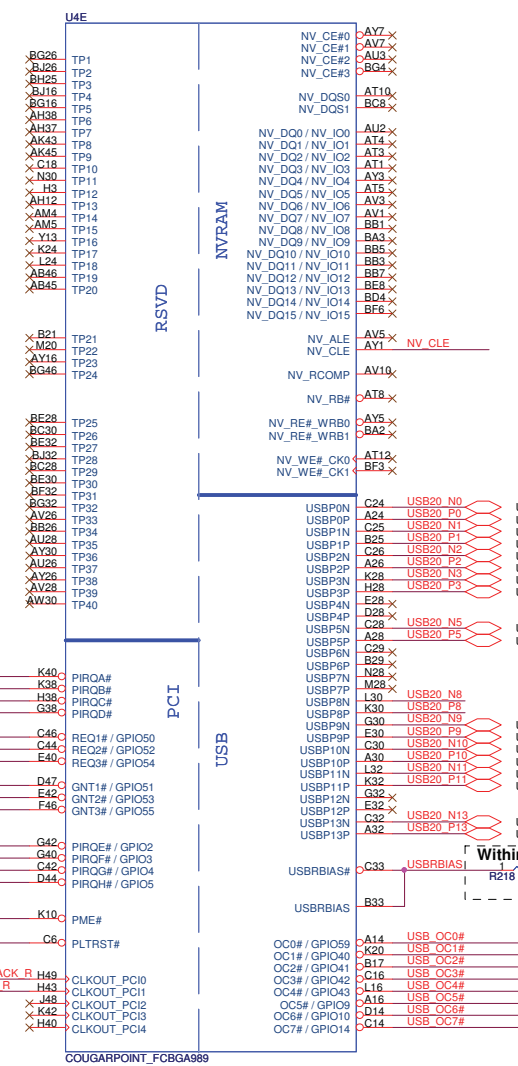 U4E
BG26 TP1
BJ26 TP2
BH25 TP3
BJ16 TP4
BG16 TP5
AH38 TP6
AH37 TP7
AK43 TP8
AK45 TP9
C18 TP10
N30 TP11
H3 TP12
AH12 TP13
AM4 TP14
AM5 TP15
Y13 TP16
K24 TP17
L24 TP18
AB46 TP19
AB45 TP20
B21 TP21
M20 TP22
AY16 TP23
BG46 TP24
BE28 TP25
BC30 TP26
BE32 TP27
BJ32 TP28
BC28 TP29
BE30 TP30
BF32 TP31
BG32 TP32
AV26 TP33
BB26 TP34
AU28 TP35
AY30 TP36
AU26 TP37
AY26 TP38
AV28 TP39
AW30 TP40
RSVD
K40 PIRQA#
K38 PIRQB#
H38 PIRQC#
G38 PIRQD#
C46 REQ1# / GPIO50
C44 REQ2# / GPIO52
E40 REQ3# / GPIO54
D47 GNT1# / GPIO51
E42 GNT2# / GPIO53
F46 GNT3# / GPIO55
G42 PIRQE# / GPIO2
G40 PIRQF# / GPIO3
C42 PIRQG# / GPIO4
D44 PIRQH# / GPIO5
K10 PME#
C6 PLTRST#
ACK_R H49 CLKOUT_PCI0
R H43 CLKOUT_PCI1
J48 CLKOUT_PCI2
K42 CLKOUT_PCI3
H40 CLKOUT_PCI4
PCI
NVRAM
NV_CE#0 AY7
NV_CE#1 AV7
NV_CE#2 AU3
NV_CE#3 BG4
NV_DQS0 AT10
NV_DQS1 BC8
NV_DQ0 / NV_IO0 AU2
NV_DQ1 / NV_IO1 AT4
NV_DQ2 / NV_IO2 AT3
NV_DQ3 / NV_IO3 AT1
NV_DQ4 / NV_IO4 AY3
NV_DQ5 / NV_IO5 AT5
NV_DQ6 / NV_IO6 AV3
NV_DQ7 / NV_IO7 AV1
NV_DQ8 / NV_IO8 BB1
NV_DQ9 / NV_IO9 BA3
NV_DQ10 / NV_IO10 BB5
NV_DQ11 / NV_IO11 BB3
NV_DQ12 / NV_IO12 BB7
NV_DQ13 / NV_IO13 BE8
NV_DQ14 / NV_IO14 BD4
NV_DQ15 / NV_IO15 BF6
NV_ALE AV5
NV_CLE AY1 NV_CLE
NV_RCOMP AV10
NV_RB# AT8
NV_RE#_WRB0 AY5
NV_RE#_WRB1 BA2
NV_WE#_CK0 AT12
NV_WE#_CK1 BF3
USB
USBP0N C24 USB20_N0
USBP0P A24 USB20_P0
USBP1N C25 USB20_N1
USBP1P B25 USB20_P1
USBP2N C26 USB20_N2
USBP2P A26 USB20_P2
USBP3N K28 USB20_N3
USBP3P H28 USB20_P3
USBP4N E28
USBP4P D28
USBP5N C28 USB20_N5
USBP5P A28 USB20_P5
USBP6N C29
USBP6P B29
USBP7N N28
USBP7P M28
USBP8N L30 USB20_N8
USBP8P K30 USB20_P8
USBP9N G30 USB20_N9
USBP9P E30 USB20_P9
USBP10N C30 USB20_N10
USBP10P A30 USB20_P10
USBP11N L32 USB20_N11
USBP11P K32 USB20_P11
USBP12N G32
USBP12P E32
USBP13N C32 USB20_N13
USBP13P A32 USB20_P13
Within
USBRBIAS# C33 USBRBIAS 1
R218
USBRBIAS B33
OC0# / GPIO59 A14 USB_OC0#
OC1# / GPIO40 K20 USB_OC1#
OC2# / GPIO41 B17 USB_OC2#
OC3# / GPIO42 C16 USB_OC3#
OC4# / GPIO43 L16 USB_OC4#
OC5# / GPIO9 A16 USB_OC5#
OC6# / GPIO10 D14 USB_OC6#
OC7# / GPIO14 C14 USB_OC7#
COUGARPOINT_FCBGA989